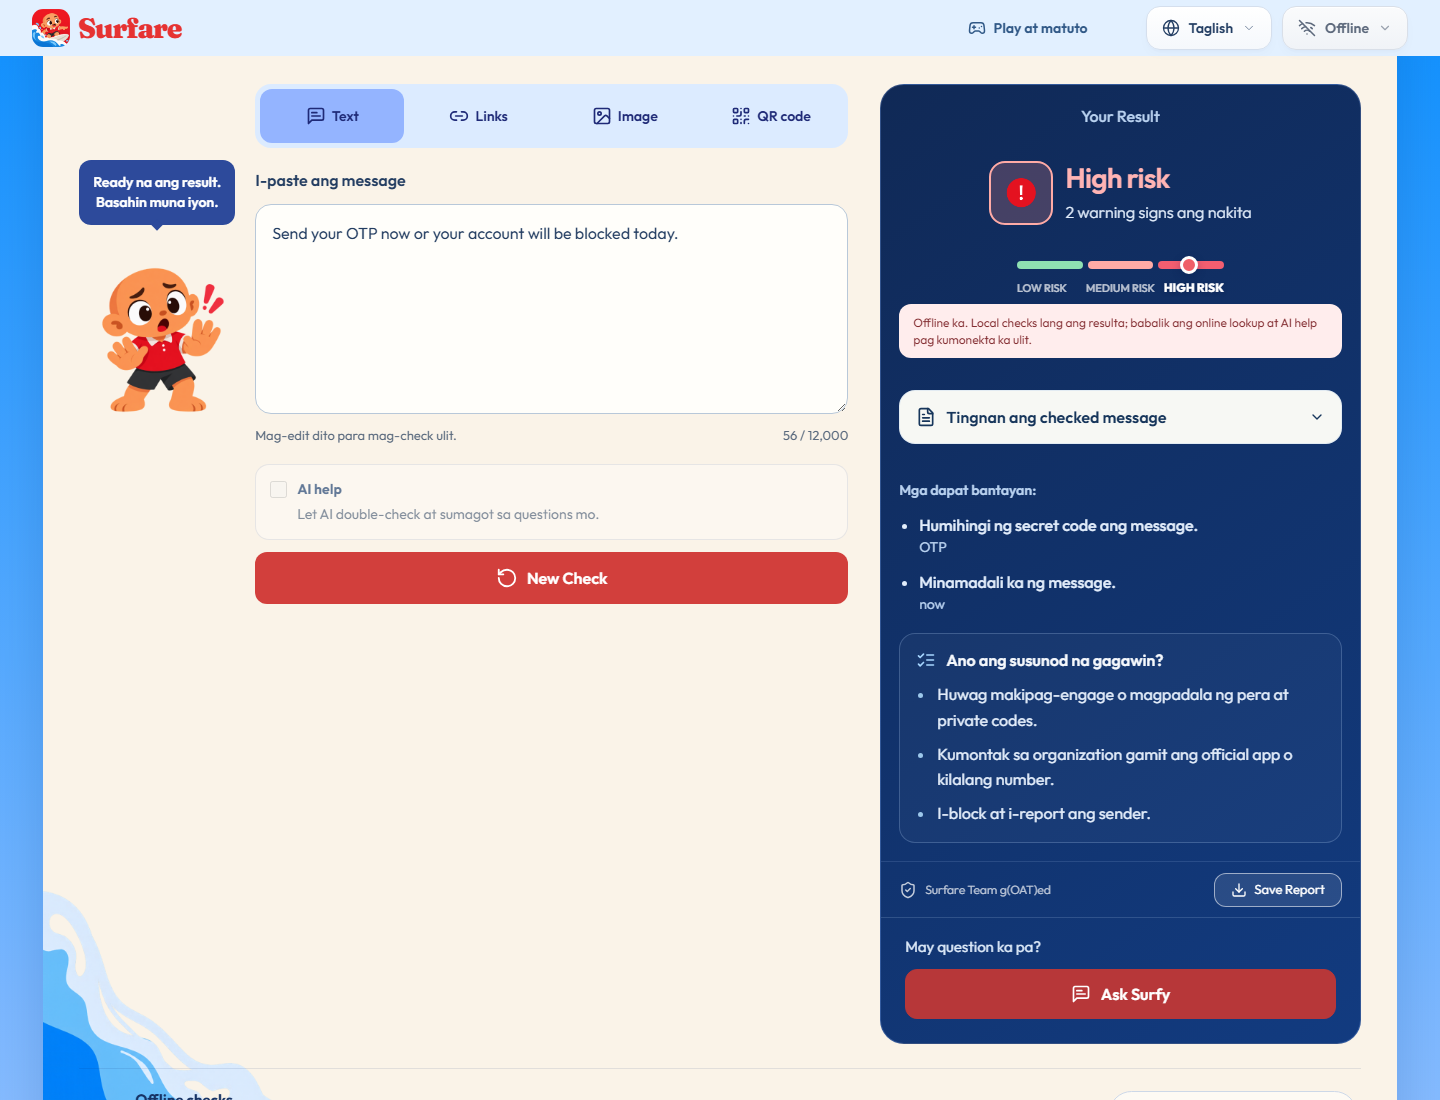 Surfare
Play at matuto
Taglish
Offline
Text
Links
Image
QR code
Ready na ang result.
Basahin muna iyon.
I-paste ang message
Send your OTP now or your account will be blocked today.
Mag-edit dito para mag-check ulit.
56 / 12,000
AI help
Let AI double-check at sumagot sa questions mo.
New Check
Your Result
High risk
2 warning signs ang nakita
LOW RISK
MEDIUM RISK
HIGH RISK
Offline ka. Local checks lang ang resulta; babalik ang online lookup at AI help
pag kumonekta ka ulit.
Tingnan ang checked message
Mga dapat bantayan:
Humihingi ng secret code ang message.
OTP
Minamadali ka ng message.
now
Ano ang susunod na gagawin?
Huwag makipag-engage o magpadala ng pera at
private codes.
Kumontak sa organization gamit ang official app o
kilalang number.
I-block at i-report ang sender.
Surfare Team g(OAT)ed
Save Report
May question ka pa?
Ask Surfy
Offline checks